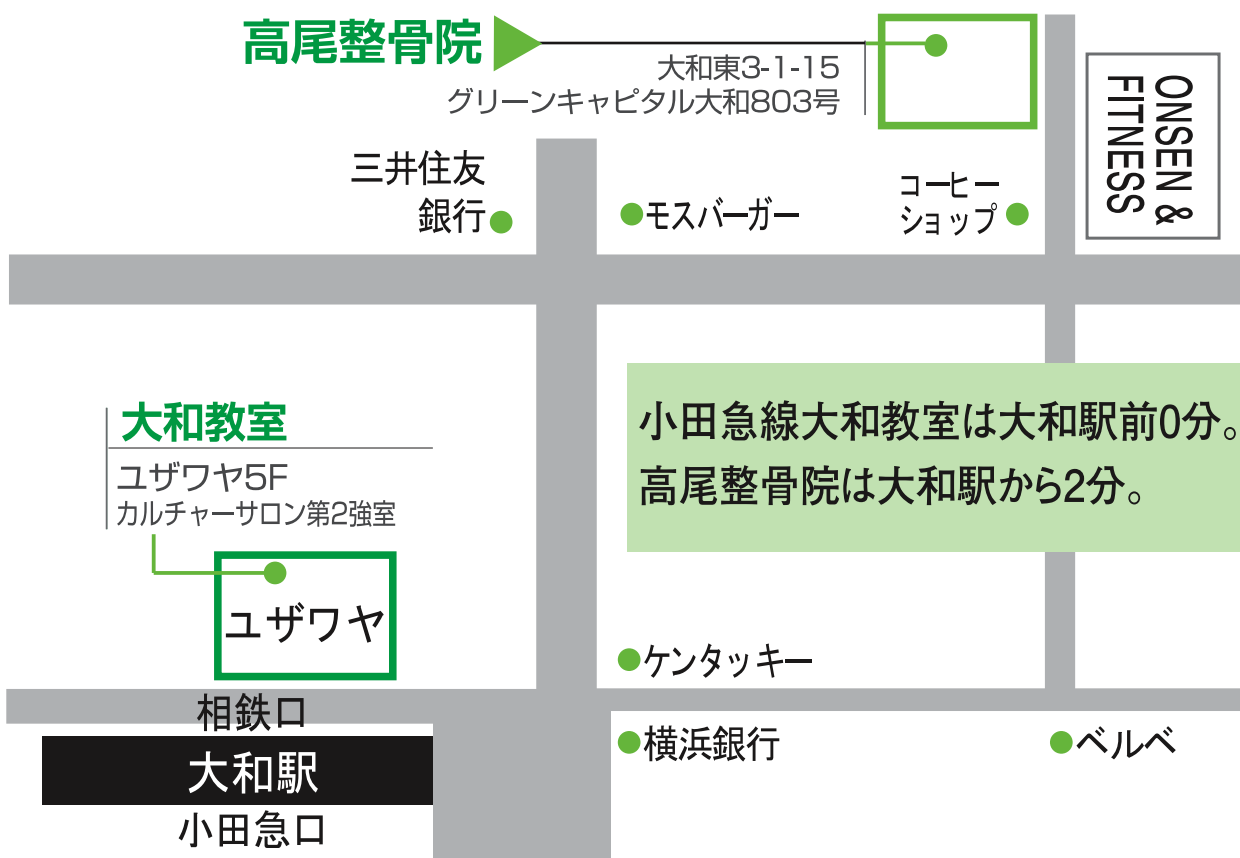 高尾整骨院
大和東3-1-15
グリーンキャピタル大和803号
ONSEN &
FITNESS
三井住友
銀行
モスバーガー
コーヒー
ショップ
小田急線大和教室は大和駅前0分。
高尾整骨院は大和駅から2分。
大和教室
ユザワヤ5F
カルチャーサロン第2強室
ユザワヤ
ケンタッキー
相鉄口
横浜銀行
ベルベ
大和駅
小田急口